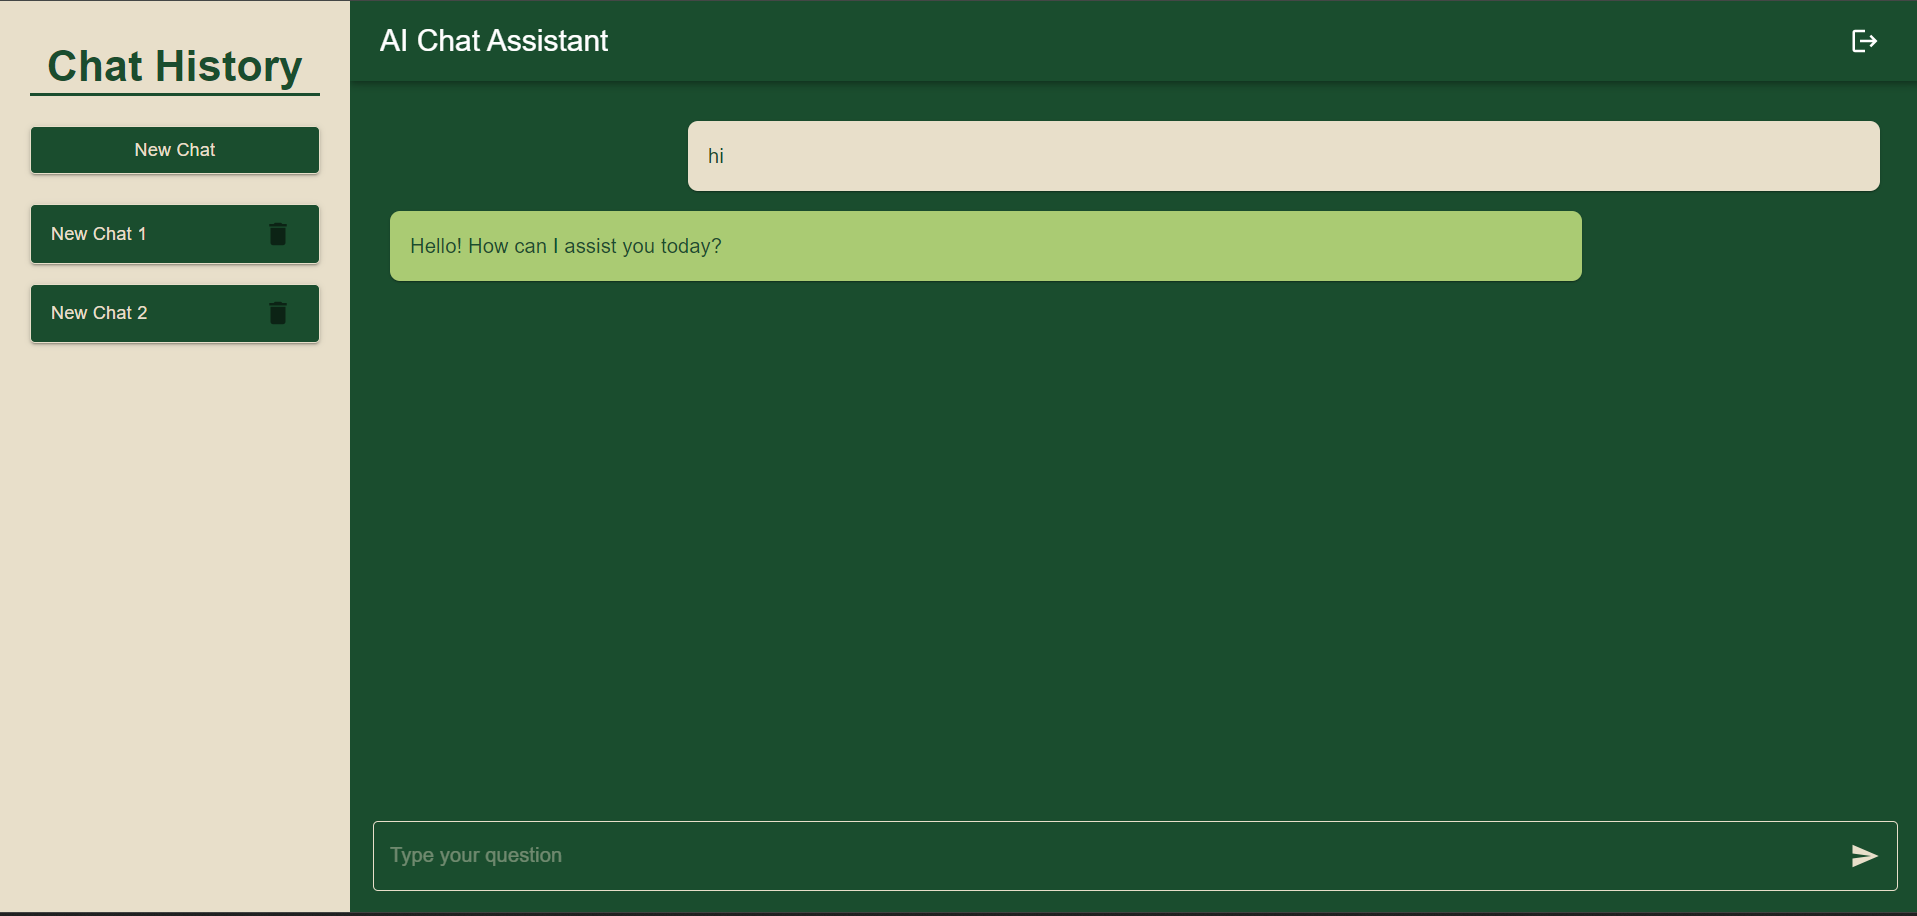 Chat History
New Chat
New Chat 1
New Chat 2
AI Chat Assistant
hi
Hello! How can I assist you today?
Type your question